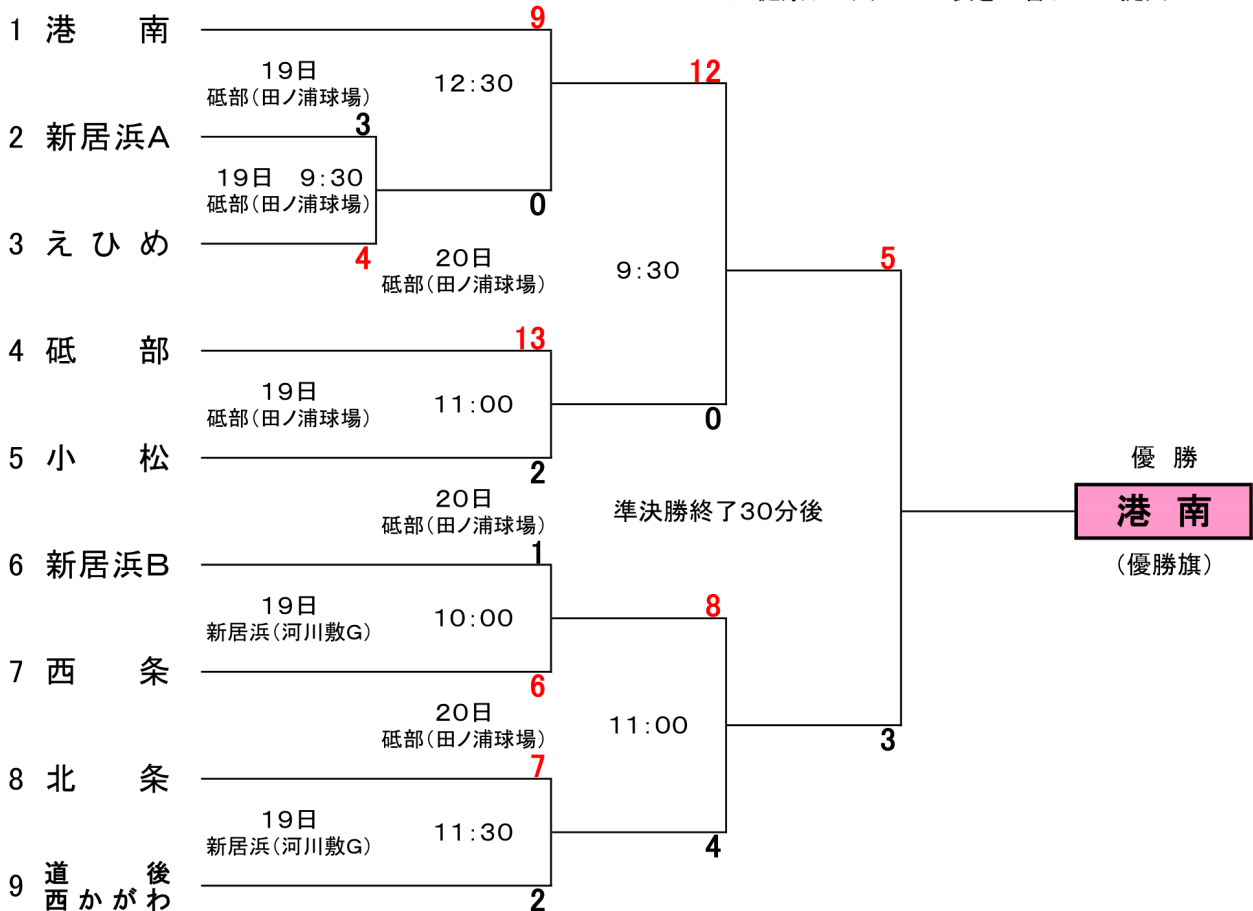 9
1 港 南
19日
砥部(田ノ浦球場)
12:30
12
3
2 新居浜A
19日 9:30
砥部(田ノ浦球場)
0
3 えひめ
4
20日
砥部(田ノ浦球場)
9:30
5
13
4 砥 部
19日
砥部(田ノ浦球場)
11:00
0
5 小 松
2
優 勝
20日
砥部(田ノ浦球場)
準決勝終了30分後
港 南
(優勝旗)
1
6 新居浜B
19日
新居浜(河川敷G)
10:00
8
7 西 条
6
20日
砥部(田ノ浦球場)
11:00
3
7
8 北 条
19日
新居浜(河川敷G)
11:30
4
9 道 後
西かがわ
2